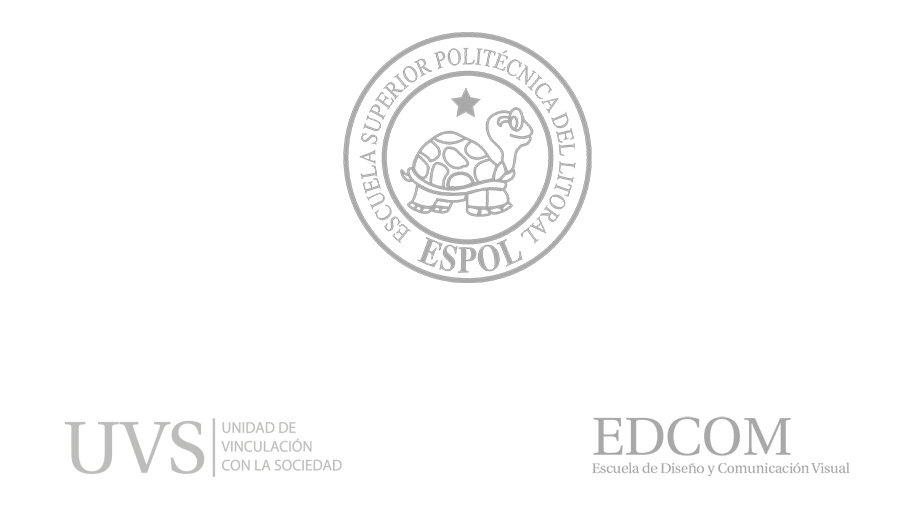 ESCUELA SUPERIOR POLITÉCNICA DEL LITORAL
ESPOL
UVS
UNIDAD DE
VINCULACIÓN
CON LA SOCIEDAD
EDCOM
Escuela de Diseño y Comunicación Visual